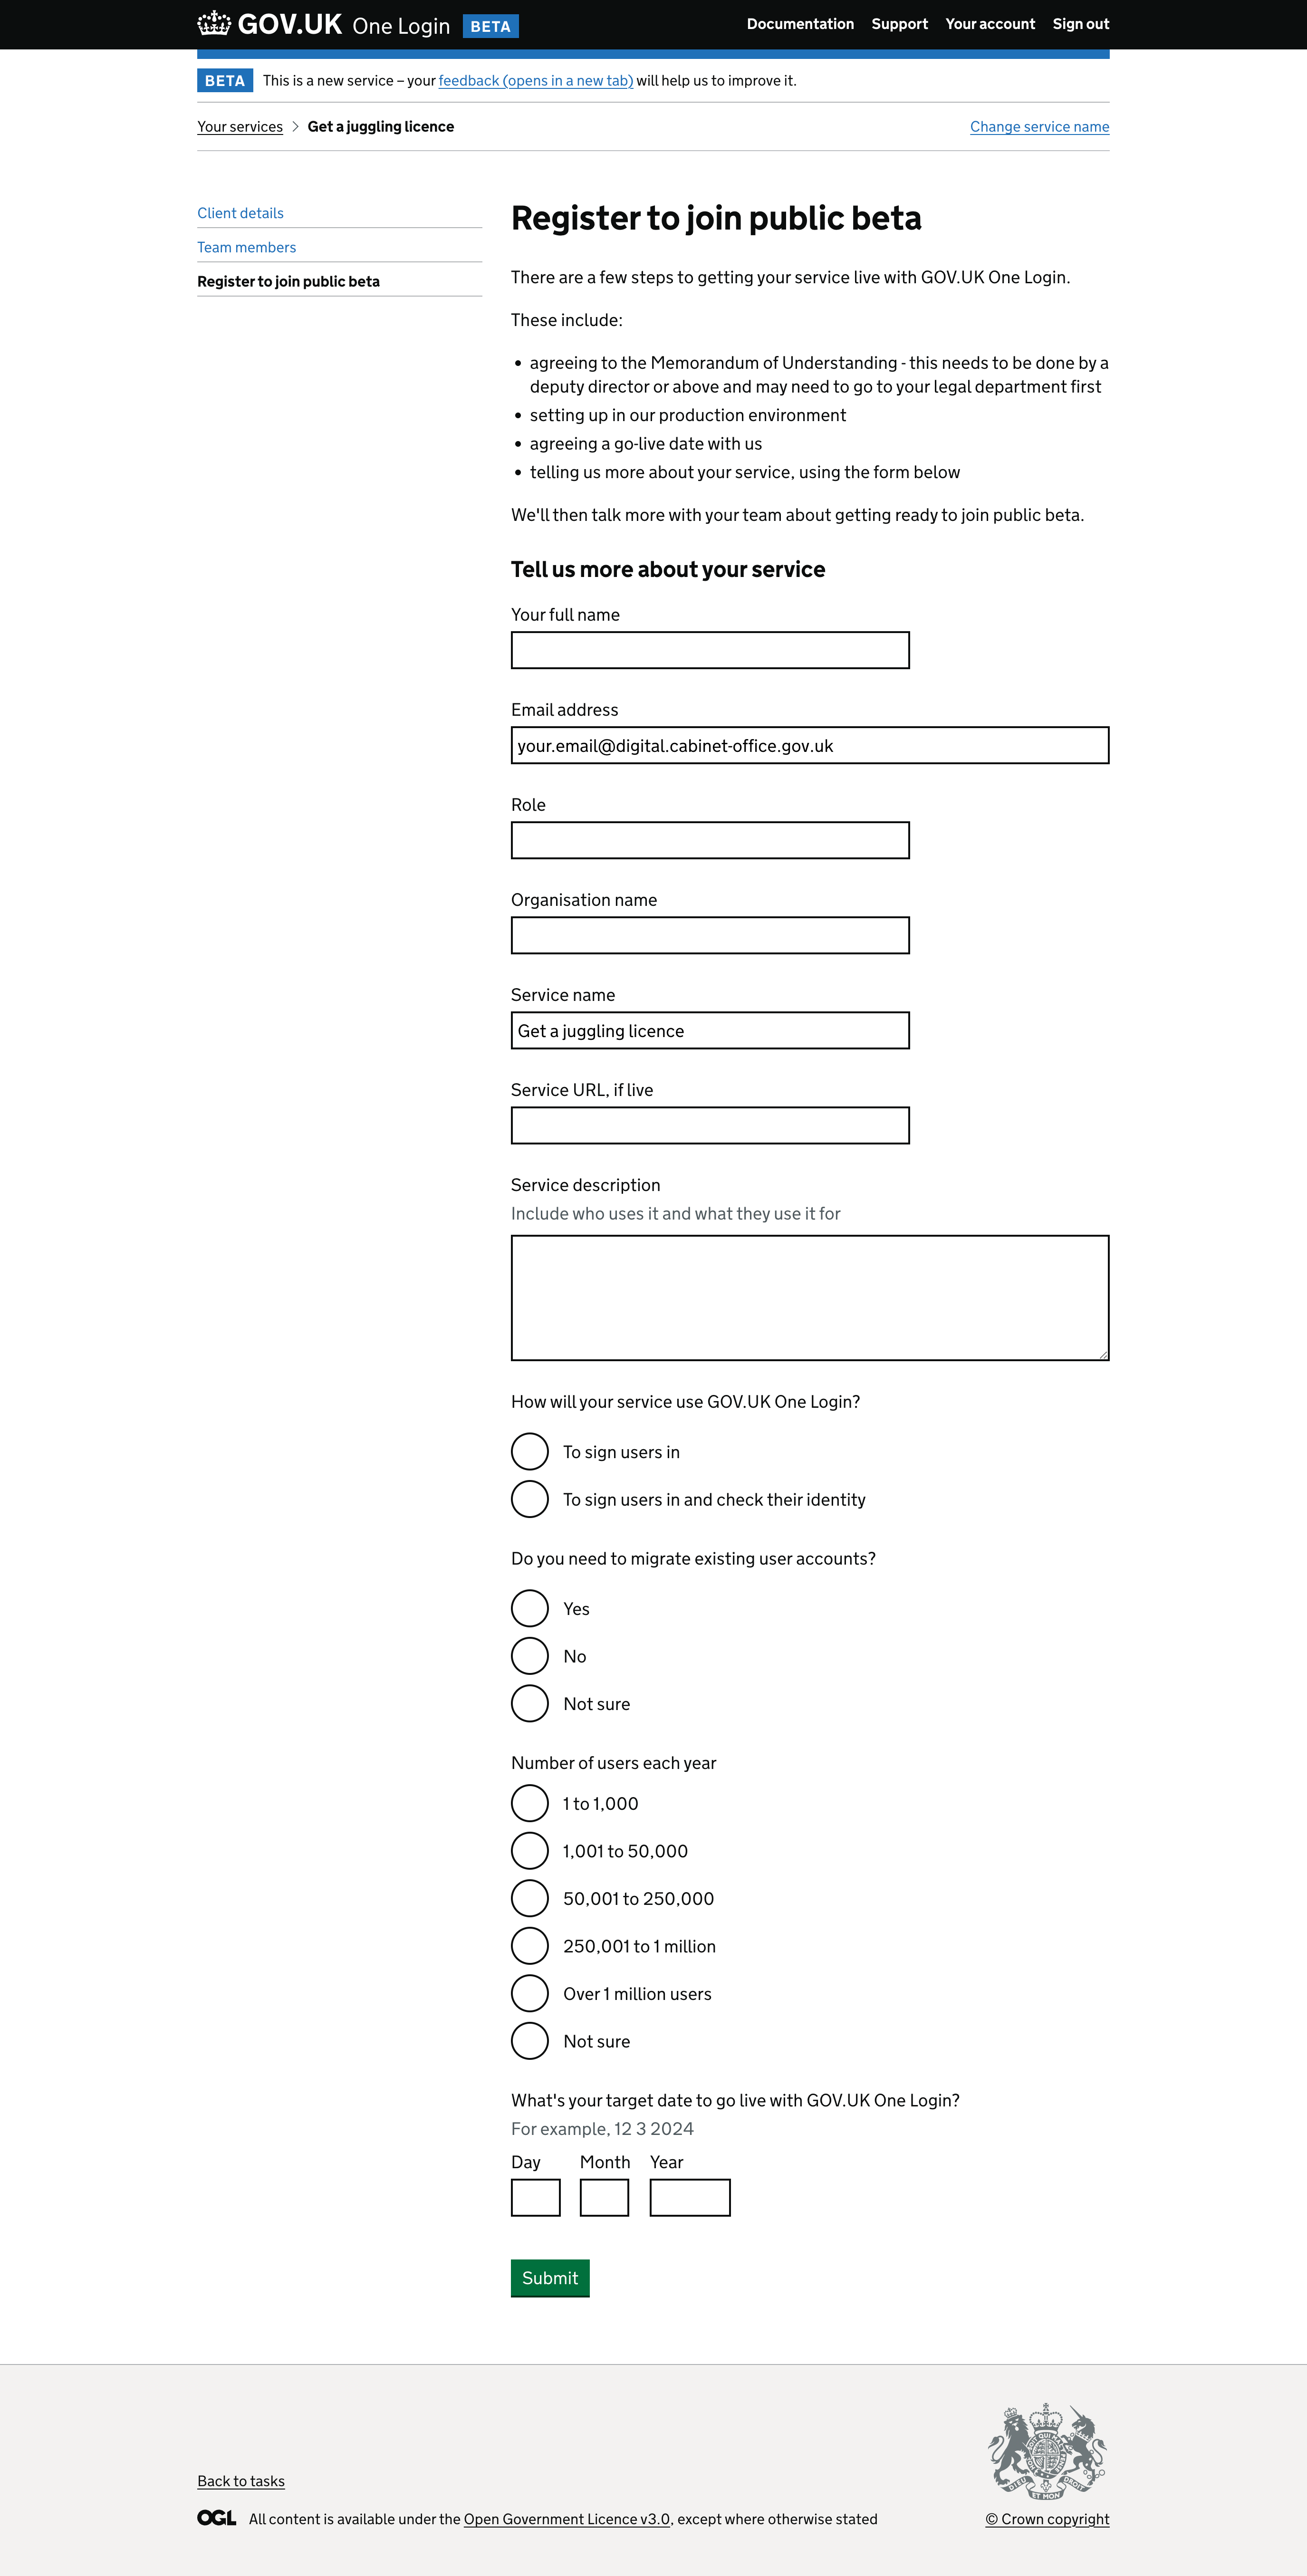 GOV.UK One Login BETA Documentation Support Your account Sign out
BETA This is a new service – your feedback (opens in a new tab) will help us to improve it.
Your services Get a juggling licence Change service name
Client details
Team members
Register to join public beta
Register to join public beta
There are a few steps to getting your service live with GOV.UK One Login.
These include:
• agreeing to the Memorandum of Understanding - this needs to be done by a
deputy director or above and may need to go to your legal department first
• setting up in our production environment
• agreeing a go-live date with us
• telling us more about your service, using the form below
We'll then talk more with your team about getting ready to join public beta.
Tell us more about your service
Your full name
Email address
your.email@digital.cabinet-office.gov.uk
Role
Organisation name
Service name
Get a juggling licence
Service URL, if live
Service description
Include who uses it and what they use it for
How will your service use GOV.UK One Login?
To sign users in
To sign users in and check their identity
Do you need to migrate existing user accounts?
Yes
No
Not sure
Number of users each year
1 to 1,000
1,001 to 50,000
50,001 to 250,000
250,001 to 1 million
Over 1 million users
Not sure
What's your target date to go live with GOV.UK One Login?
For example, 12 3 2024
Day Month Year
Submit
Back to tasks
DIEU ET MON DROIT
OGL All content is available under the Open Government Licence v3.0, except where otherwise stated
© Crown copyright